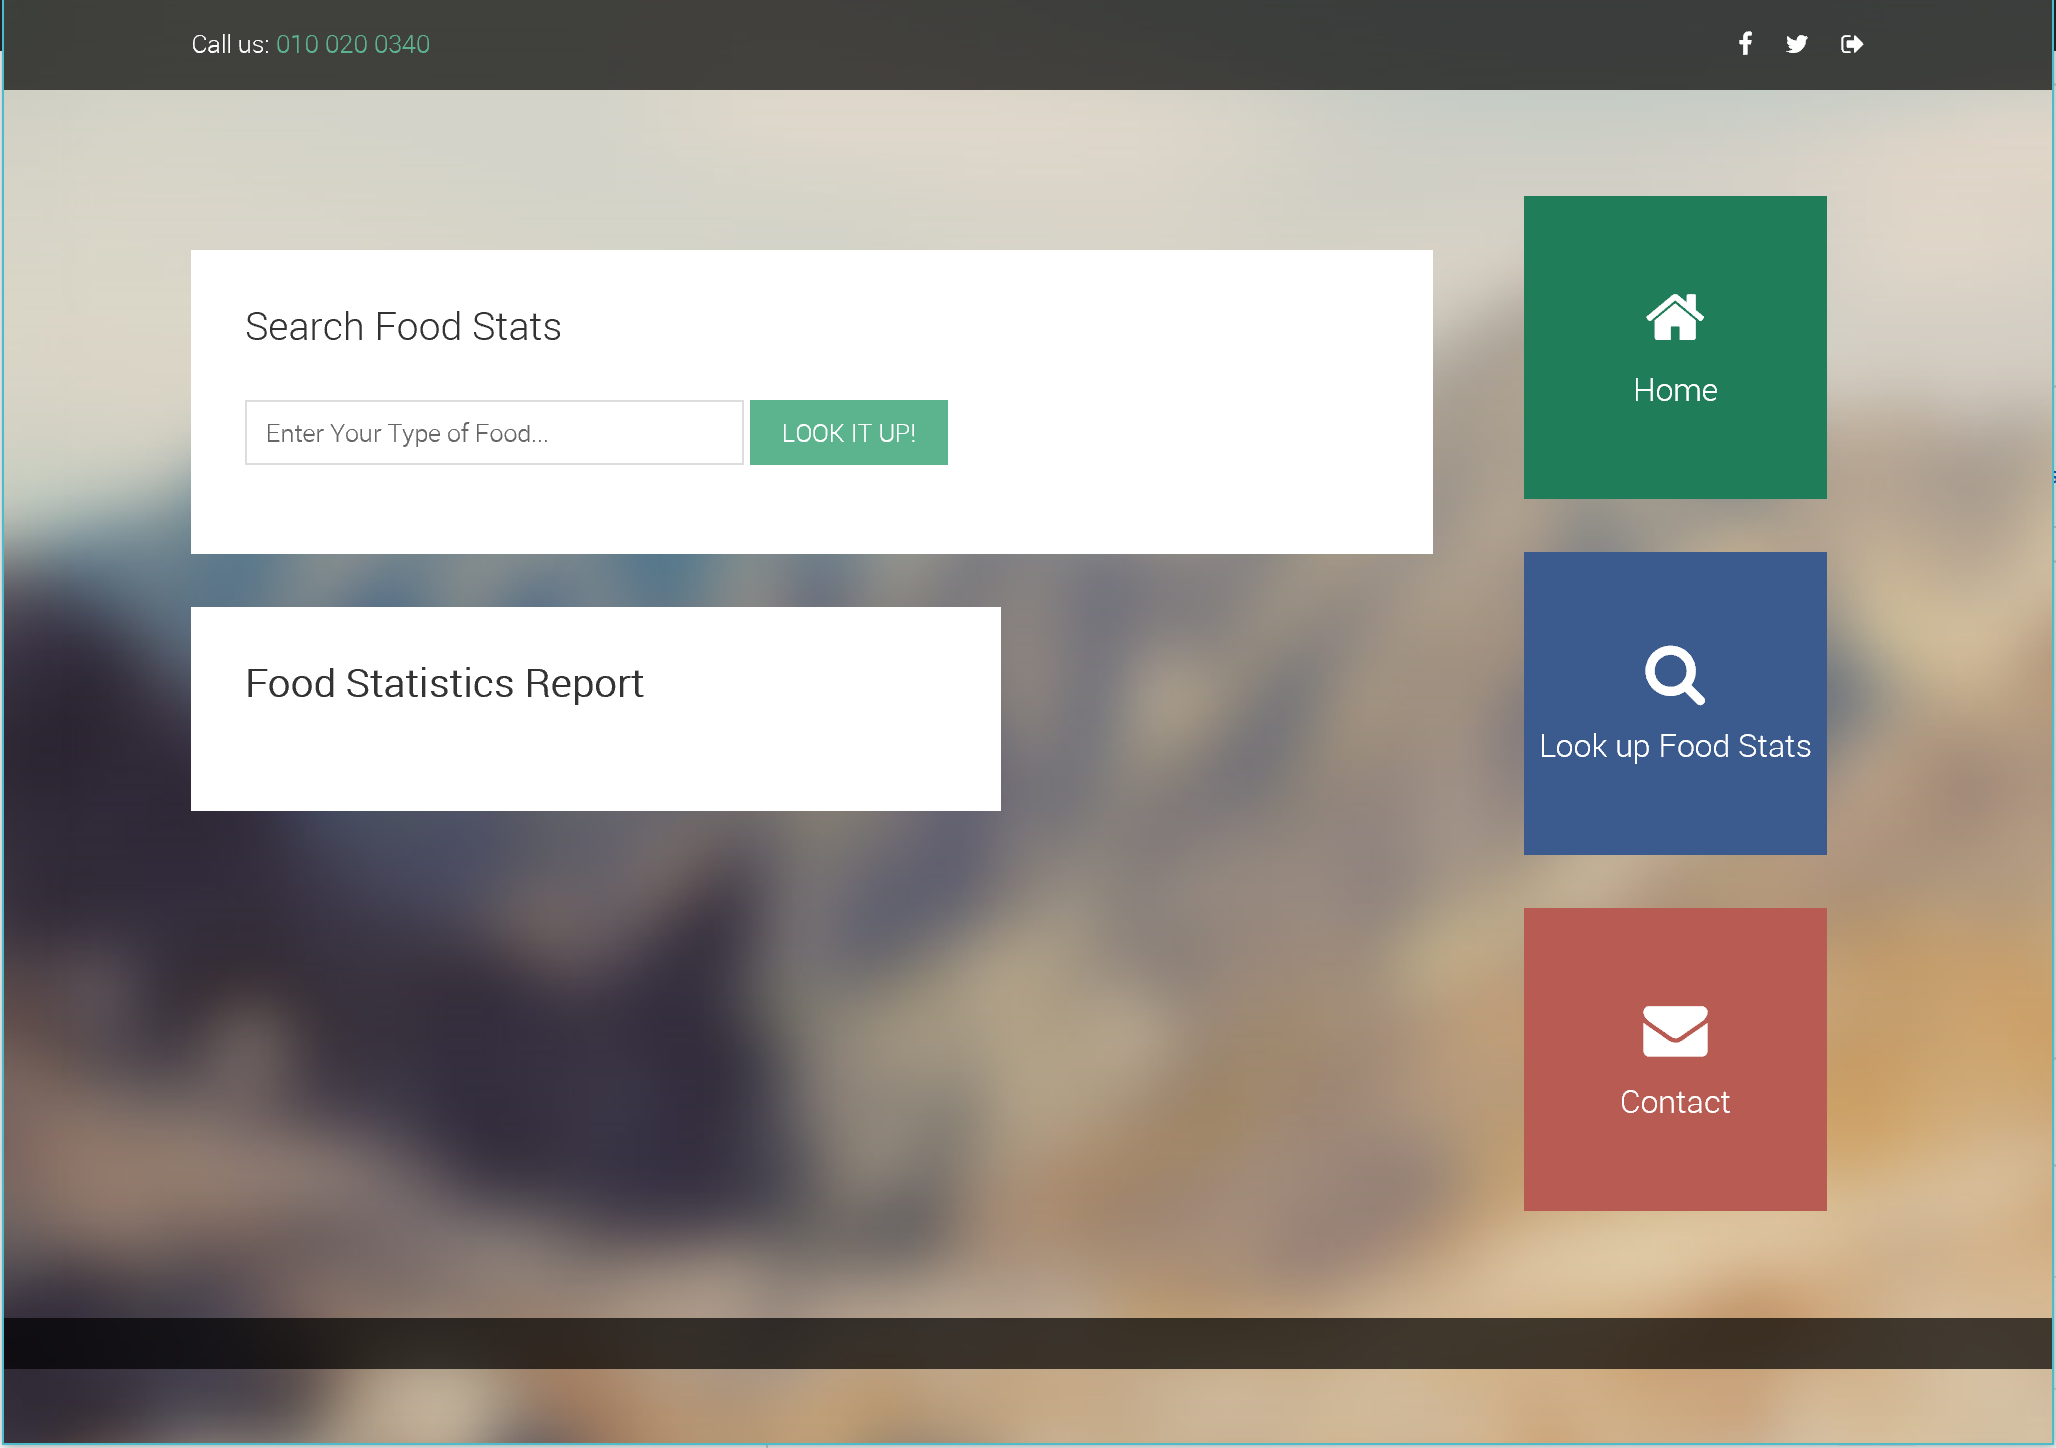 Call us: 010 020 0340
Search Food Stats
Enter Your Type of Food...
LOOK IT UP!
Food Statistics Report
Home
Look up Food Stats
Contact